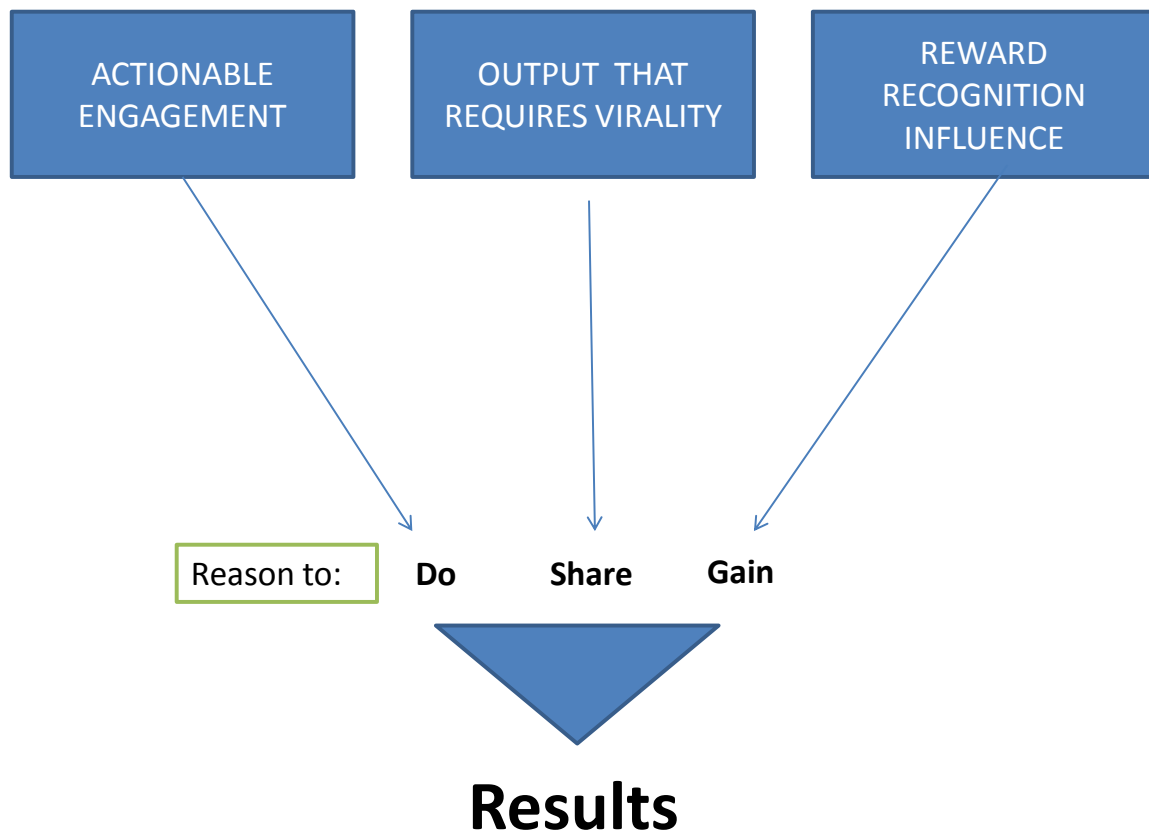 ACTIONABLE
ENGAGEMENT
OUTPUT THAT
REQUIRES VIRALITY
REWARD
RECOGNITION
INFLUENCE
Reason to: Do Share Gain
Results